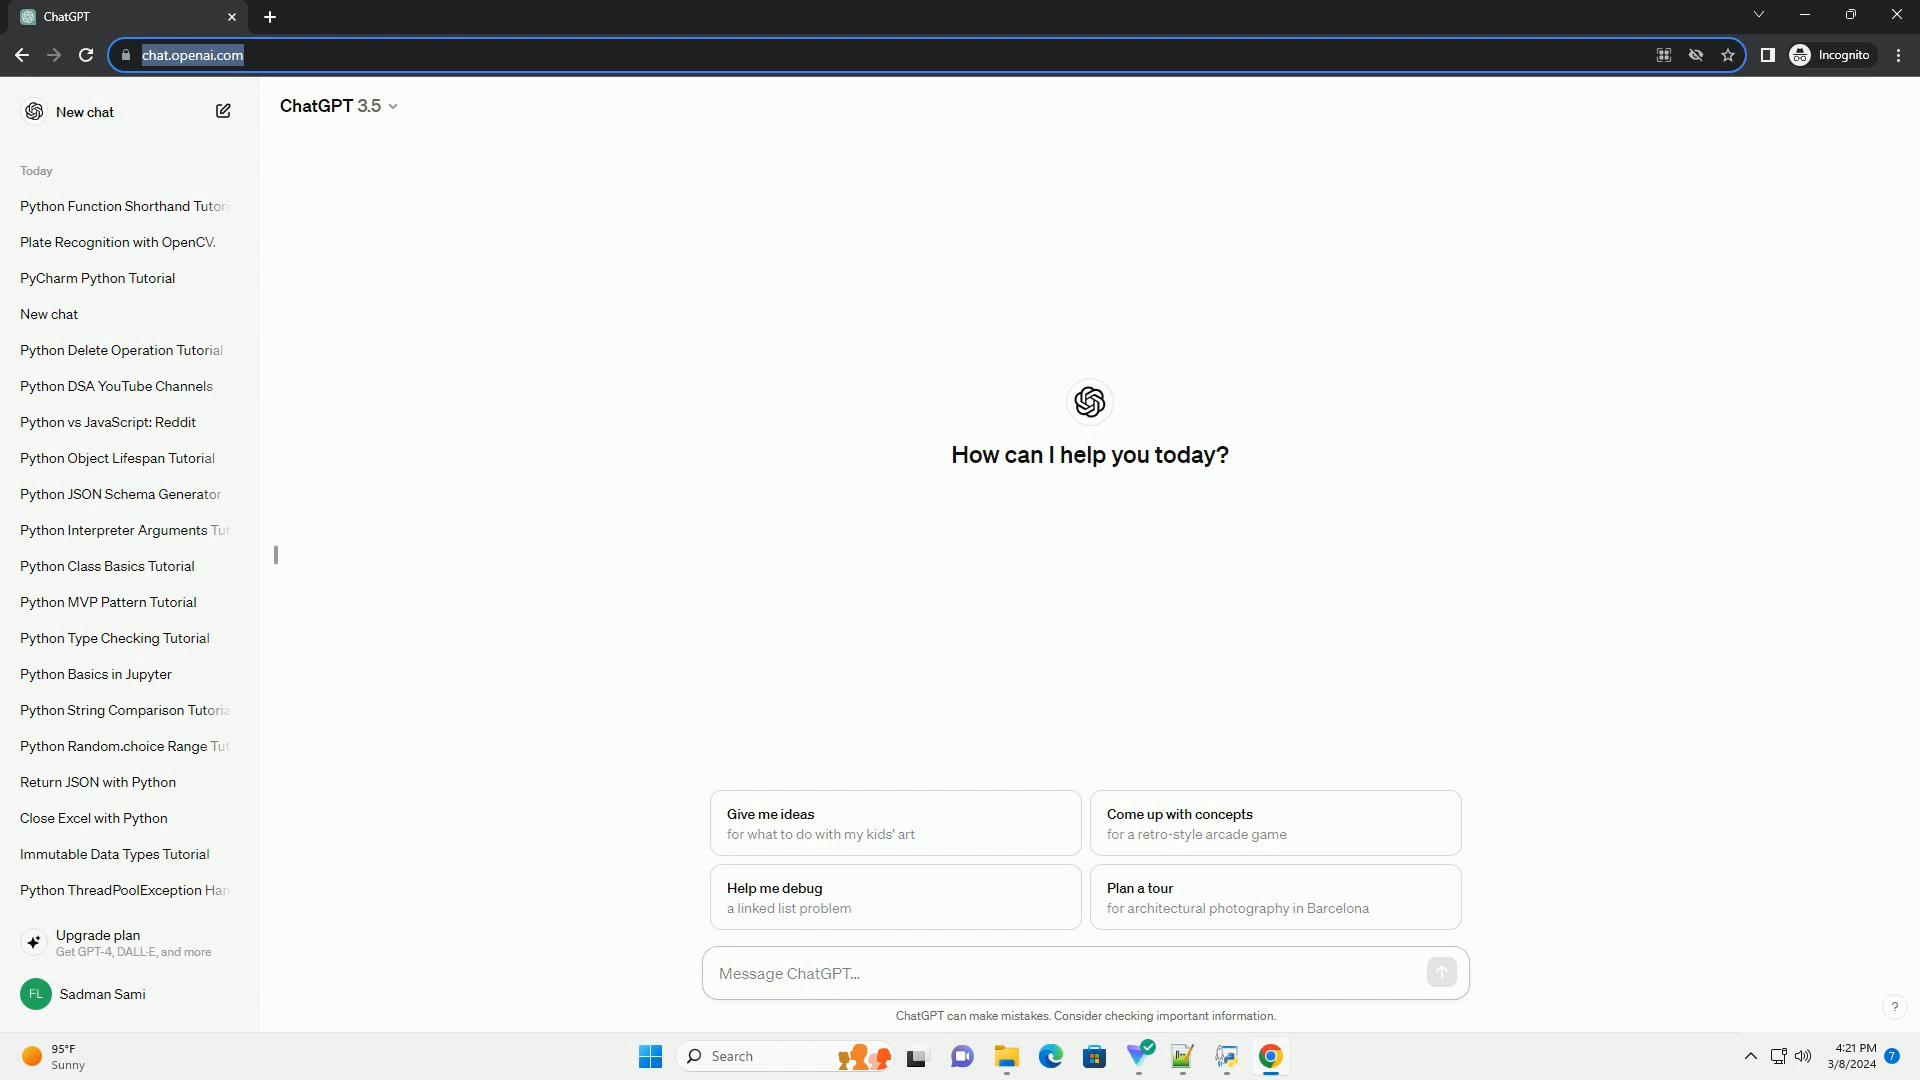 ChatGPT
chat.openai.com
Incognito
New chat
ChatGPT 3.5
Today
Python Function Shorthand Tutor
Plate Recognition with OpenCV.
PyCharm Python Tutorial
New chat
Python Delete Operation Tutorial
Python DSA YouTube Channels
Python vs JavaScript: Reddit
Python Object Lifespan Tutorial
Python JSON Schema Generator
Python Interpreter Arguments Tut
Python Class Basics Tutorial
Python MVP Pattern Tutorial
Python Type Checking Tutorial
Python Basics in Jupyter
Python String Comparison Tutoria
Python Random.choice Range Tut
Return JSON with Python
Close Excel with Python
Immutable Data Types Tutorial
Python ThreadPoolException Han
Upgrade plan
Get GPT-4, DALL·E, and more
FL
Sadman Sami
How can I help you today?
Give me ideas
for what to do with my kids' art
Come up with concepts
for a retro-style arcade game
Help me debug
a linked list problem
Plan a tour
for architectural photography in Barcelona
Message ChatGPT...
ChatGPT can make mistakes. Consider checking important information.
?
95°F
Sunny
Search
4:21 PM
3/8/2024
7